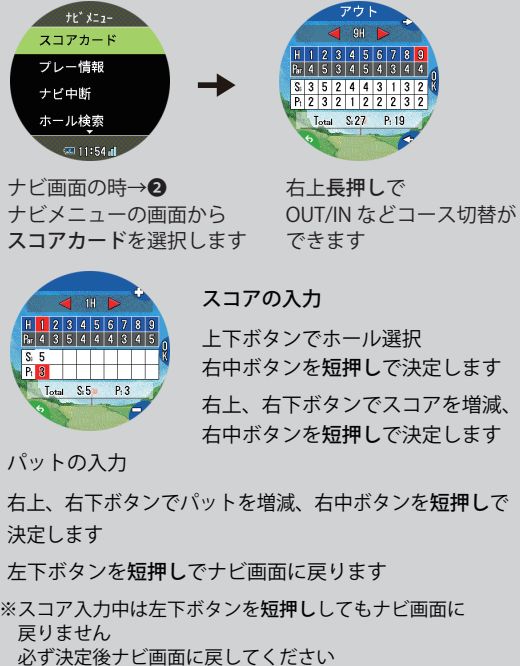 ﾅﾋﾞﾒﾆｭｰ
スコアカード
プレー情報
ナビ中断
ホール検索
11:54
アウト
9H
H 1 2 3 4 5 6 7 8 9
Par 4 5 3 4 5 4 3 4 4
S: 3 5 2 4 4 3 1 3 2
Pt 2 3 2 1 2 2 2 3 2
OK
Total S:27 Pt 19
ナビ画面の時→❷
ナビメニューの画面から
スコアカードを選択します
右上長押しで
OUT/IN などコース切替が
できます
1H
H 1 2 3 4 5 6 7 8 9
Par 4 3 5 4 4 4 3 4 5
S: 5
Pt 3
OK
Total S:5 Pt 3
スコアの入力
上下ボタンでホール選択
右中ボタンを短押しで決定します
右上、右下ボタンでスコアを増減、
右中ボタンを短押しで決定します
パットの入力
右上、右下ボタンでパットを増減、右中ボタンを短押しで
決定します
左下ボタンを短押しでナビ画面に戻ります
※スコア入力中は左下ボタンを短押ししてもナビ画面に
戻りません
必ず決定後ナビ画面に戻してください